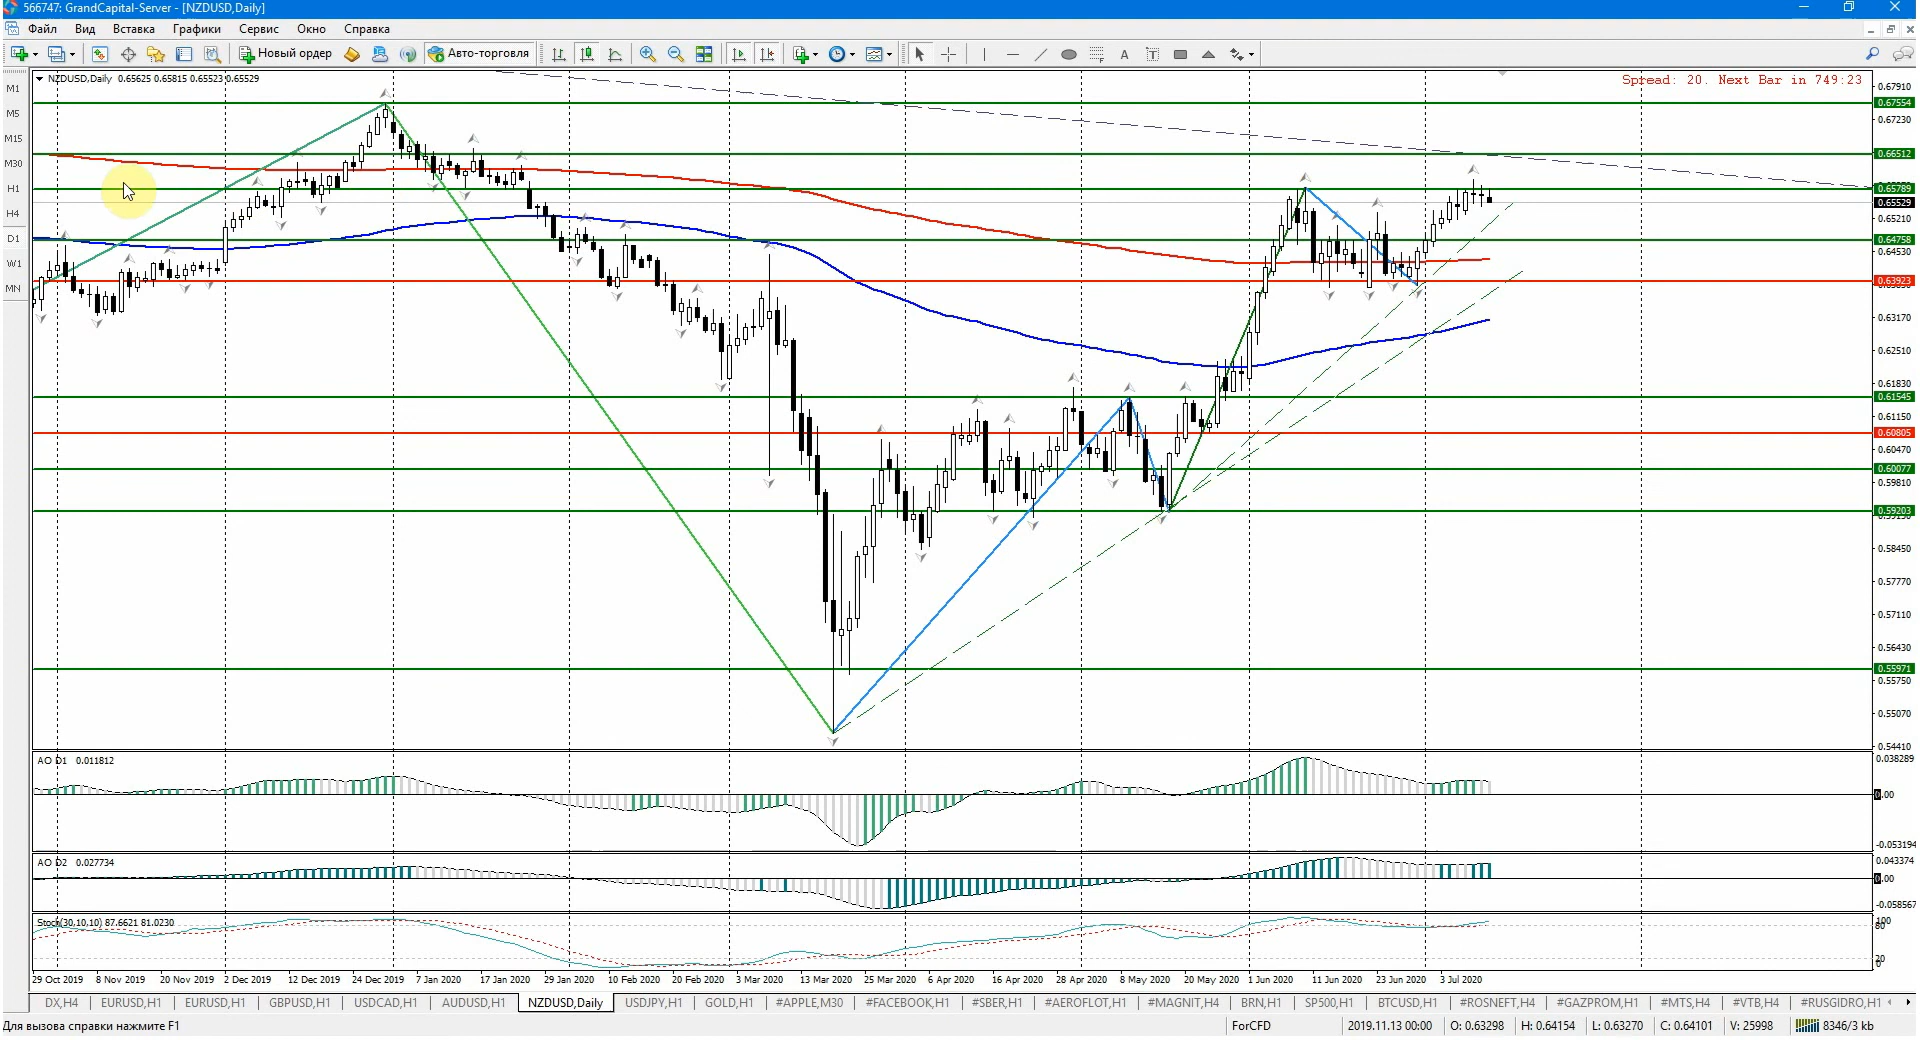 566747: GrandCapital-Server - [NZDUSD,Daily]
Файл Вид Вставка Графики Сервис Окно Справка
Новый ордер Авто-торговля
NZDUSD,Daily 0.65625 0.65815 0.65523 0.65529
Spread: 20. Next Bar in 749:23
M1
M5
M15
M30
H1
H4
D1
W1
MN
0.67910
0.67554
0.67230
0.66512
0.65789
0.65529
0.65210
0.64758
0.64530
0.63923
0.63170
0.62510
0.61830
0.61545
0.61150
0.60805
0.60470
0.60077
0.59810
0.59203
0.58450
0.57770
0.57110
0.56430
0.55971
0.55750
0.55070
0.54410
AO D1 0.011812
0.038289
0.00
-0.053194
AO D2 0.027734
0.043374
0.00
-0.058567
Stoch(30,10,10) 87.6621 81.0230
100
80
20
0
29 Oct 2019 8 Nov 2019 20 Nov 2019 2 Dec 2019 12 Dec 2019 24 Dec 2019 7 Jan 2020 17 Jan 2020 29 Jan 2020 10 Feb 2020 20 Feb 2020 3 Mar 2020 13 Mar 2020 25 Mar 2020 6 Apr 2020 16 Apr 2020 28 Apr 2020 8 May 2020 20 May 2020 1 Jun 2020 11 Jun 2020 23 Jun 2020 3 Jul 2020
DX,H4 EURUSD,H1 EURUSD,H1 GBPUSD,H1 USDCAD,H1 AUDUSD,H1 NZDUSD,Daily USDJPY,H1 GOLD,H1 #APPLE,M30 #FACEBOOK,H1 #SBER,H1 #AEROFLOT,H1 #MAGNIT,H4 BRN,H1 SP500,H1 BTCUSD,H1 #ROSNEFT,H4 #GAZPROM,H1 #MTS,H4 #VTB,H4 #RUSGIDRO,H1
Для вызова справки нажмите F1 ForCFD 2019.11.13 00:00 O: 0.63298 H: 0.64154 L: 0.63270 C: 0.64101 V: 25998 8346/3 kb